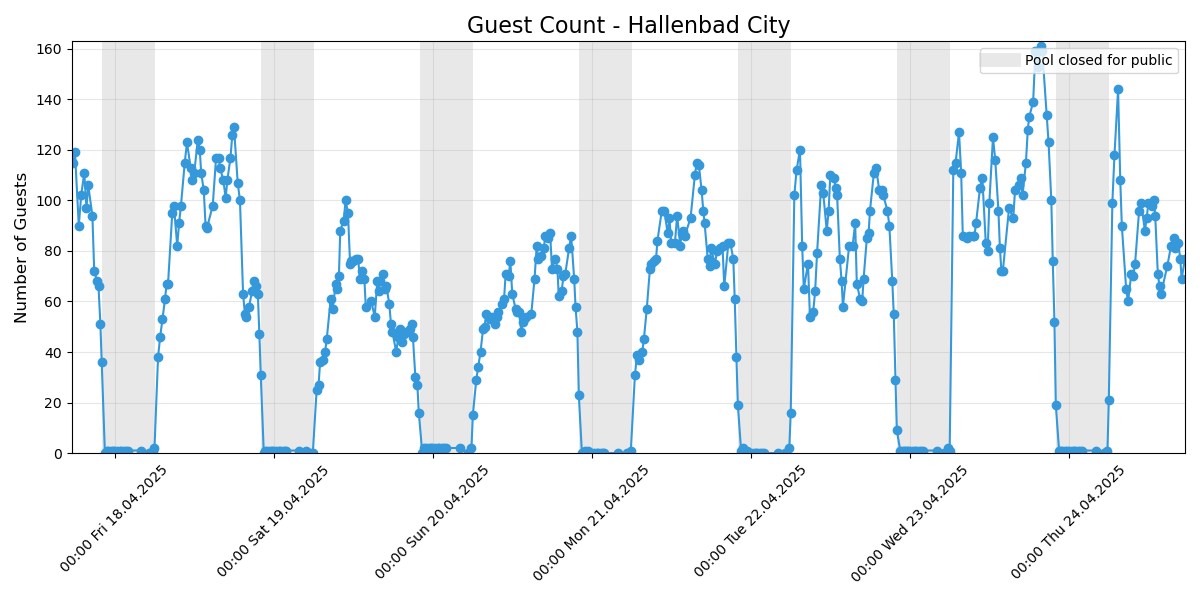 Guest Count - Hallenbad City
Pool closed for public
Number of Guests
160
140
120
100
80
60
40
20
0
00:00 Fri 18.04.2025
00:00 Sat 19.04.2025
00:00 Sun 20.04.2025
00:00 Mon 21.04.2025
00:00 Tue 22.04.2025
00:00 Wed 23.04.2025
00:00 Thu 24.04.2025